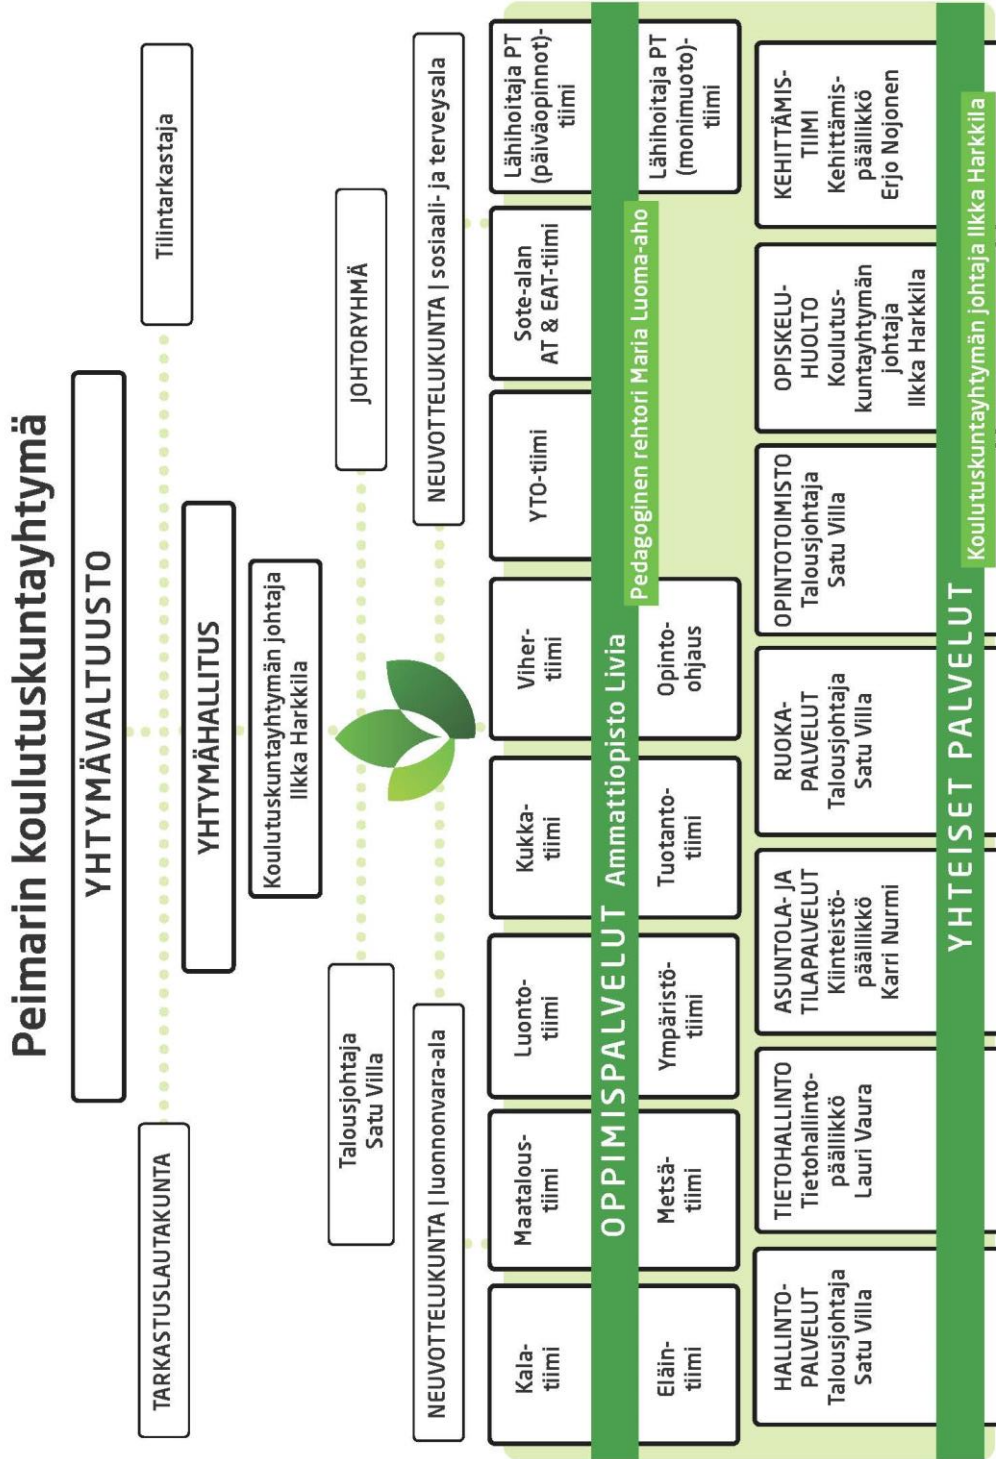 Peimarin koulutuskuntayhtymä
YHTYMÄVALTUUSTO
TARKASTUSLAUTAKUNTA
Tilintarkastaja
YHTYMÄHALLITUS
Koulutuskuntayhtymän johtaja
Ilkka Harkkila
Talousjohtaja
Satu Villa
JOHTORYHMÄ
NEUVOTTELUKUNTA | luonnonvara-ala
NEUVOTTELUKUNTA | sosiaali- ja terveysala
Kala-
tiimi
Maatalous-
tiimi
Luonto-
tiimi
Kukka-
tiimi
Viher-
tiimi
YTO-tiimi
Sote-alan
AT & EAT-tiimi
Lähihoitaja PT
(päiväopinnot)-
tiimi
OPPIMISPALVELUT Ammattiopisto Livia
Pedagoginen rehtori Maria Luoma-aho
Eläin-
tiimi
Metsä-
tiimi
Ympäristö-
tiimi
Tuotanto-
tiimi
Opinto-
ohjaus
Lähihoitaja PT
(monimuoto)-
tiimi
HALLINTO-
PALVELUT
Talousjohtaja
Satu Villa
TIETOHALLINTO
Tietohallinto-
päällikkö
Lauri Vaura
ASUNTOLA- JA
TILAPALVELUT
Kiinteistö-
päällikkö
Karri Nurmi
RUOKA-
PALVELUT
Talousjohtaja
Satu Villa
OPINTOTOIMISTO
Talousjohtaja
Satu Villa
OPISKELU-
HUOLTO
Koulutus-
kuntayhtymän
johtaja
Ilkka Harkkila
KEHITTÄMIS-
TIIMI
Kehittämis-
päällikkö
Erjo Nojonen
YHTEISET PALVELUT
Koulutuskuntayhtymän johtaja Ilkka Harkkila